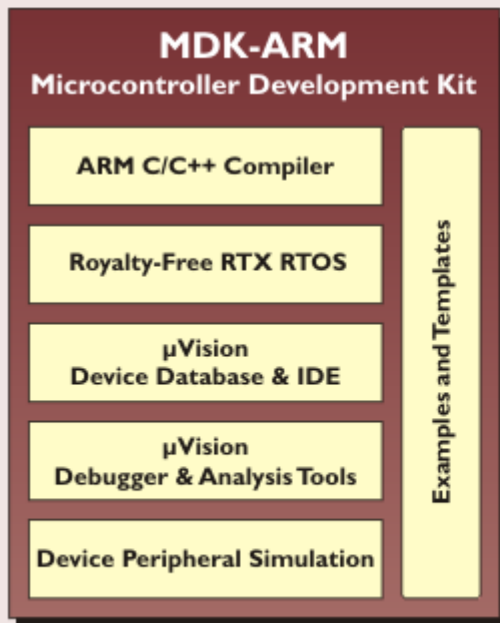 MDK-ARM
Microcontroller Development Kit
ARM C/C++ Compiler
Royalty-Free RTX RTOS
µVision
Device Database & IDE
µVision
Debugger & Analysis Tools
Device Peripheral Simulation
Examples and Templates